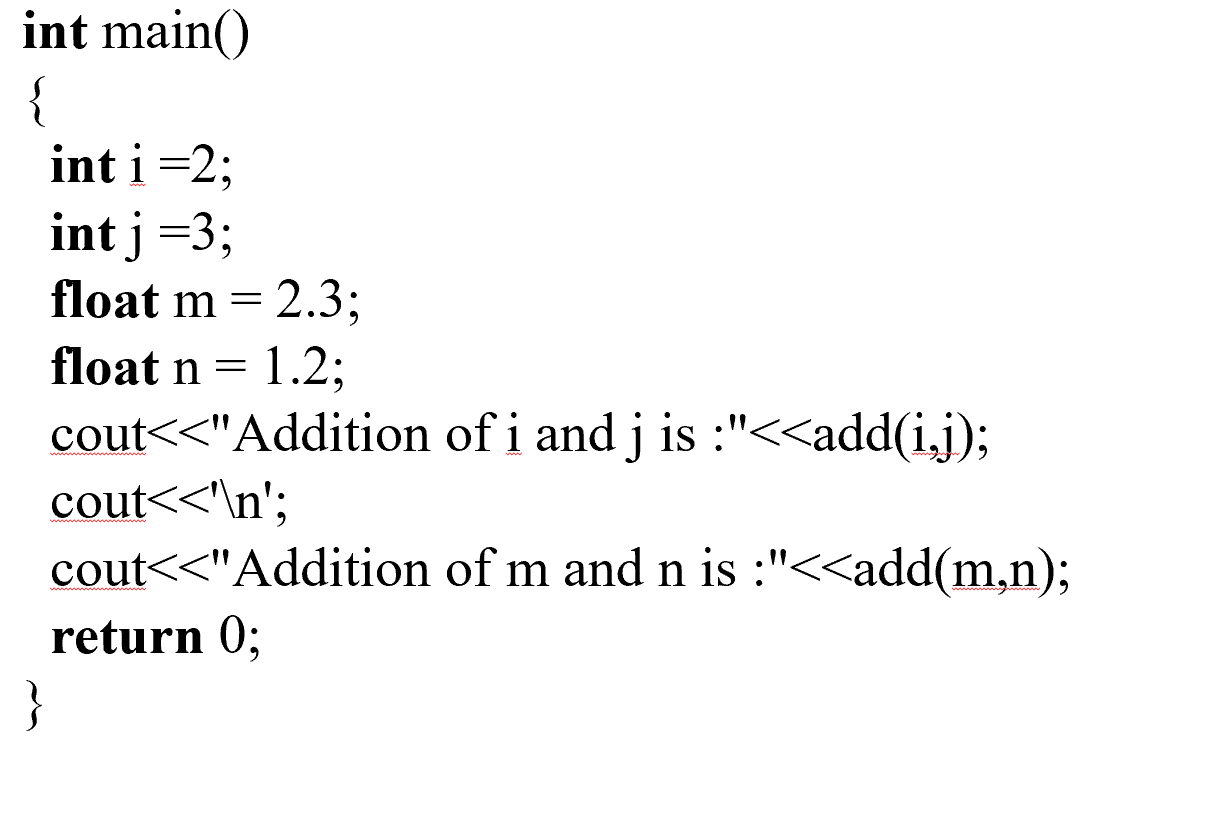 int main()
{
int i =2;
int j =3;
float m = 2.3;
float n = 1.2;
cout<<"Addition of i and j is :"<<add(i,j);
cout<<'\n';
cout<<"Addition of m and n is :"<<add(m,n);
return 0;
}